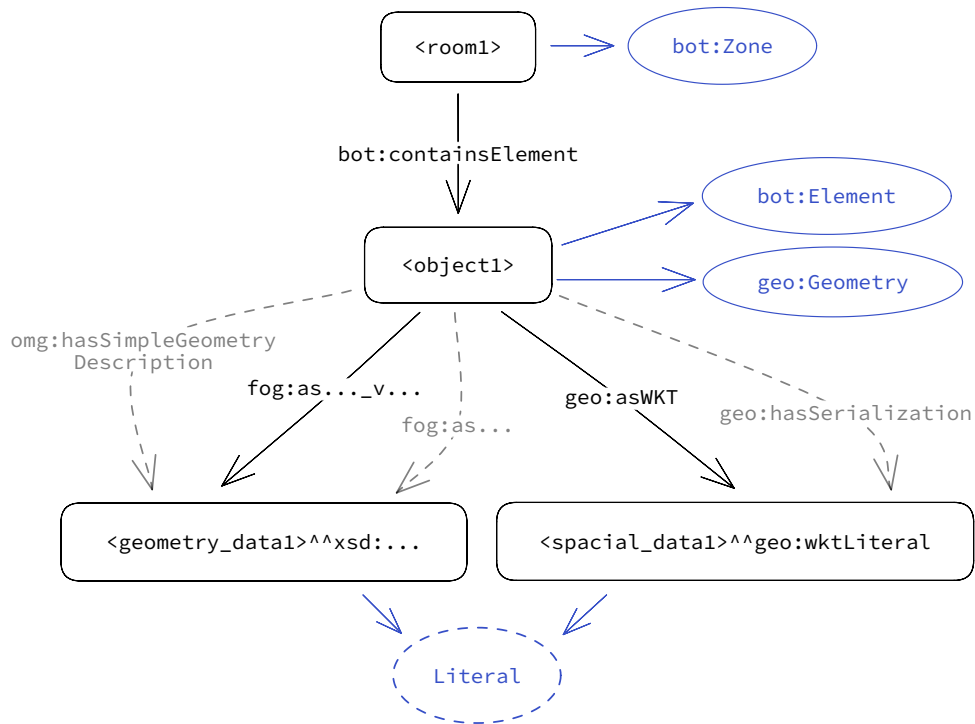 <room1>
bot:Zone
bot:containsElement
bot:Element
<object1>
geo:Geometry
omg:hasSimpleGeometry
Description
fog:as..._v...
geo:asWKT
geo:hasSerialization
fog:as...
<geometry_data1>^^xsd:...
<spacial_data1>^^geo:wktLiteral
Literal